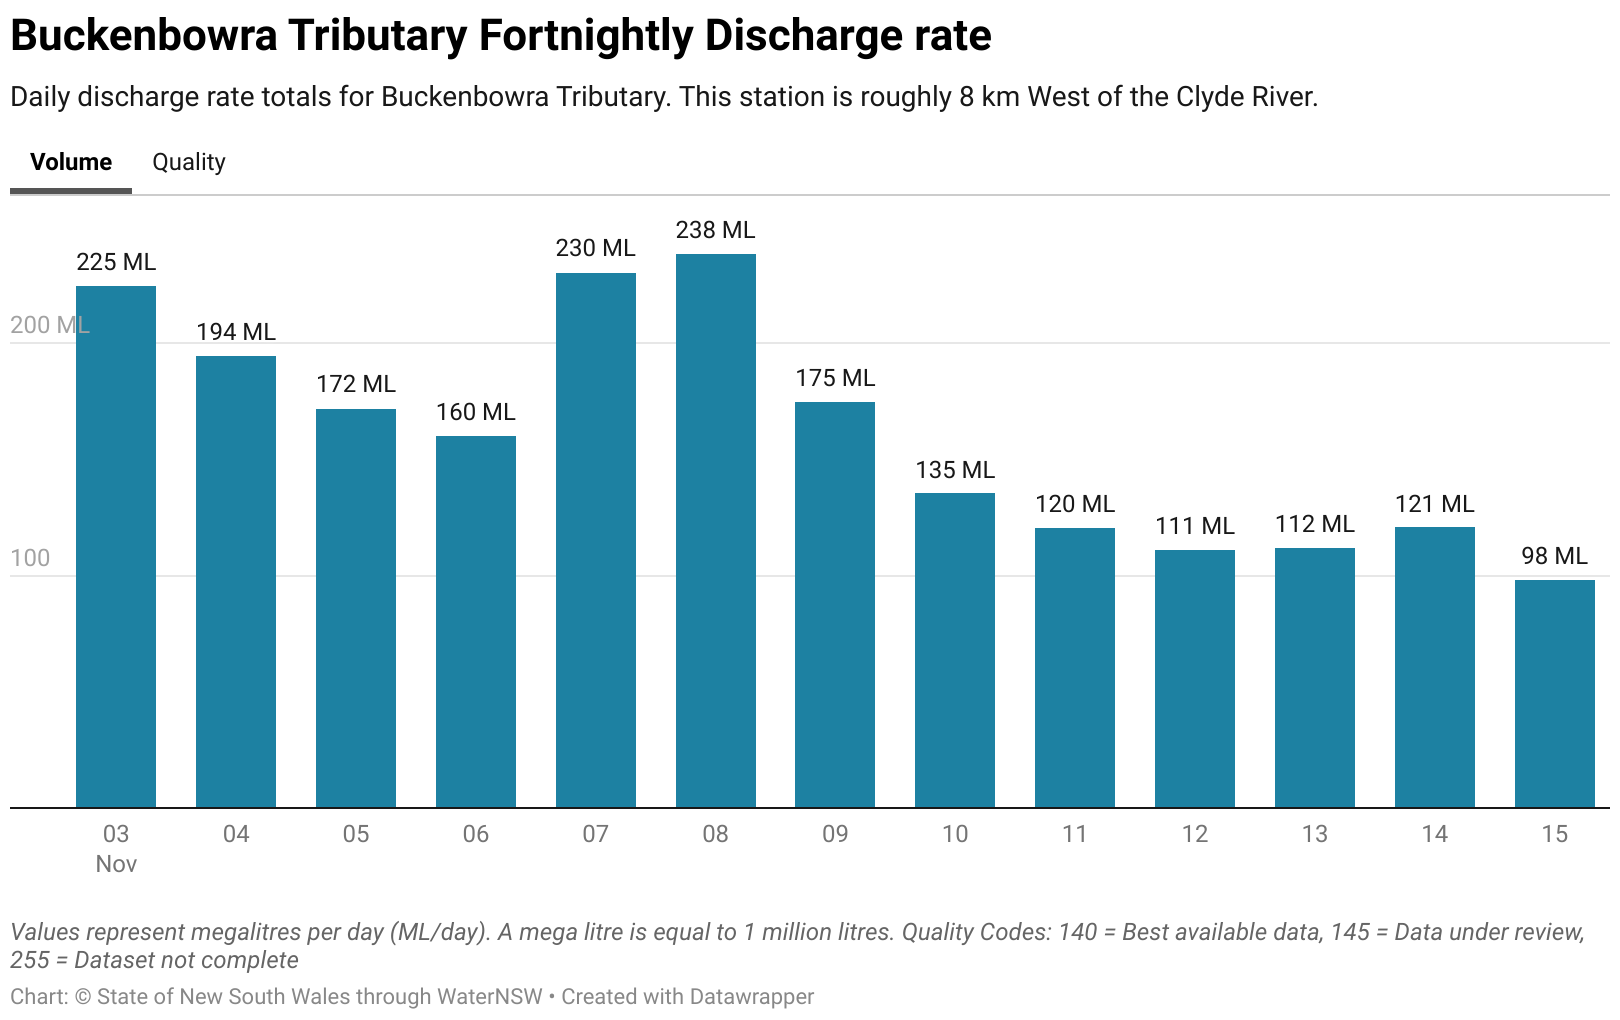 Buckenbowra Tributary Fortnightly Discharge rate
Daily discharge rate totals for Buckenbowra Tributary. This station is roughly 8 km West of the Clyde River.
Volume Quality
238 ML
230 ML
225 ML
200 ML
194 ML
175 ML
172 ML
160 ML
135 ML
120 ML
121 ML
111 ML
112 ML
100
98 ML
03 04 05 06 07 08 09 10 11 12 13 14 15
Nov
Values represent megalitres per day (ML/day). A mega litre is equal to 1 million litres. Quality Codes: 140 = Best available data, 145 = Data under review,
255 = Dataset not complete
Chart: © State of New South Wales through WaterNSW • Created with Datawrapper